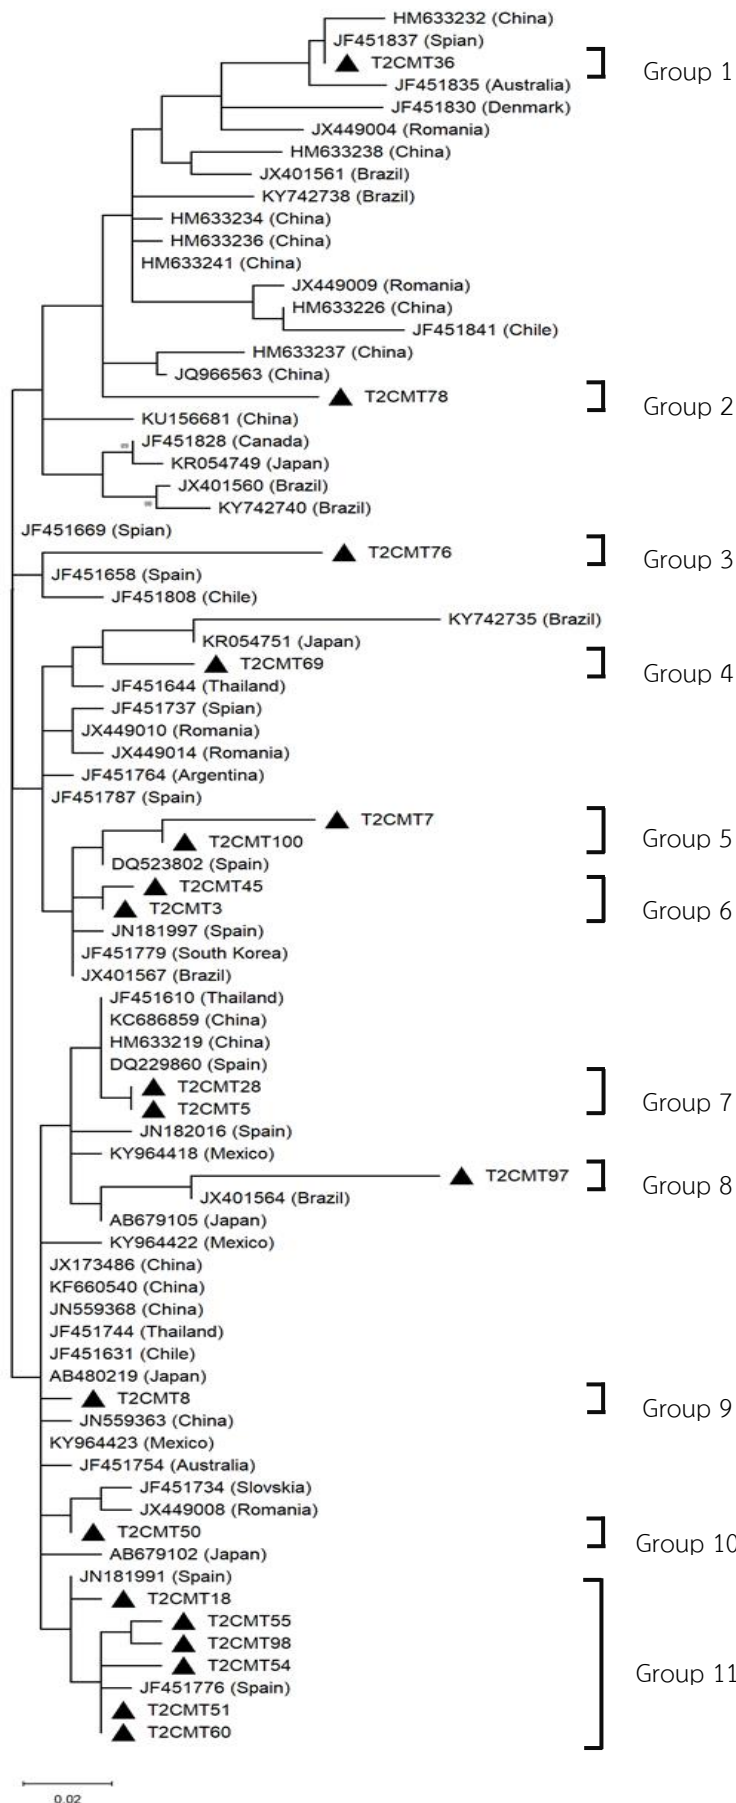 HM633232 (China)
JF451837 (Spian)
T2CMT36
Group 1
JF451835 (Australia)
JF451830 (Denmark)
JX449004 (Romania)
HM633238 (China)
JX401561 (Brazil)
KY742738 (Brazil)
HM633234 (China)
HM633236 (China)
HM633241 (China)
JX449009 (Romania)
HM633226 (China)
JF451841 (Chile)
HM633237 (China)
JQ966563 (China)
T2CMT78
Group 2
KU156681 (China)
JF451828 (Canada)
KR054749 (Japan)
JX401560 (Brazil)
KY742740 (Brazil)
JF451669 (Spian)
T2CMT76
Group 3
JF451658 (Spain)
JF451808 (Chile)
KY742735 (Brazil)
KR054751 (Japan)
T2CMT69
Group 4
JF451644 (Thailand)
JF451737 (Spian)
JX449010 (Romania)
JX449014 (Romania)
JF451764 (Argentina)
JF451787 (Spain)
T2CMT7
Group 5
T2CMT100
DQ523802 (Spain)
T2CMT45
Group 6
T2CMT3
JN181997 (Spain)
JF451779 (South Korea)
JX401567 (Brazil)
JF451610 (Thailand)
KC686859 (China)
HM633219 (China)
DQ229860 (Spain)
T2CMT28
Group 7
T2CMT5
JN182016 (Spain)
KY964418 (Mexico)
T2CMT97
Group 8
JX401564 (Brazil)
AB679105 (Japan)
KY964422 (Mexico)
JX173486 (China)
KF660540 (China)
JN559368 (China)
JF451744 (Thailand)
JF451631 (Chile)
AB480219 (Japan)
T2CMT8
Group 9
JN559363 (China)
KY964423 (Mexico)
JF451754 (Australia)
JF451734 (Slovskia)
JX449008 (Romania)
T2CMT50
Group 10
AB679102 (Japan)
JN181991 (Spain)
T2CMT18
T2CMT55
T2CMT98
T2CMT54
Group 11
JF451776 (Spain)
T2CMT51
T2CMT60
0.02